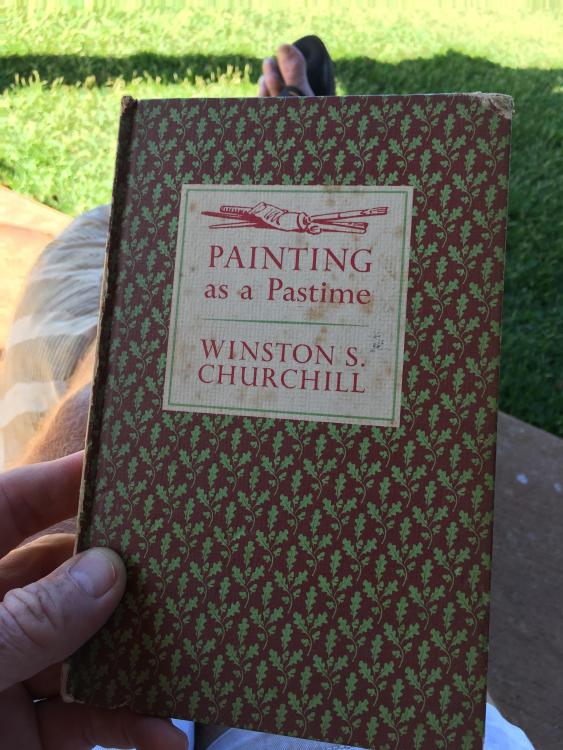 PAINTING
as a Pastime
WINSTON S.
CHURCHILL